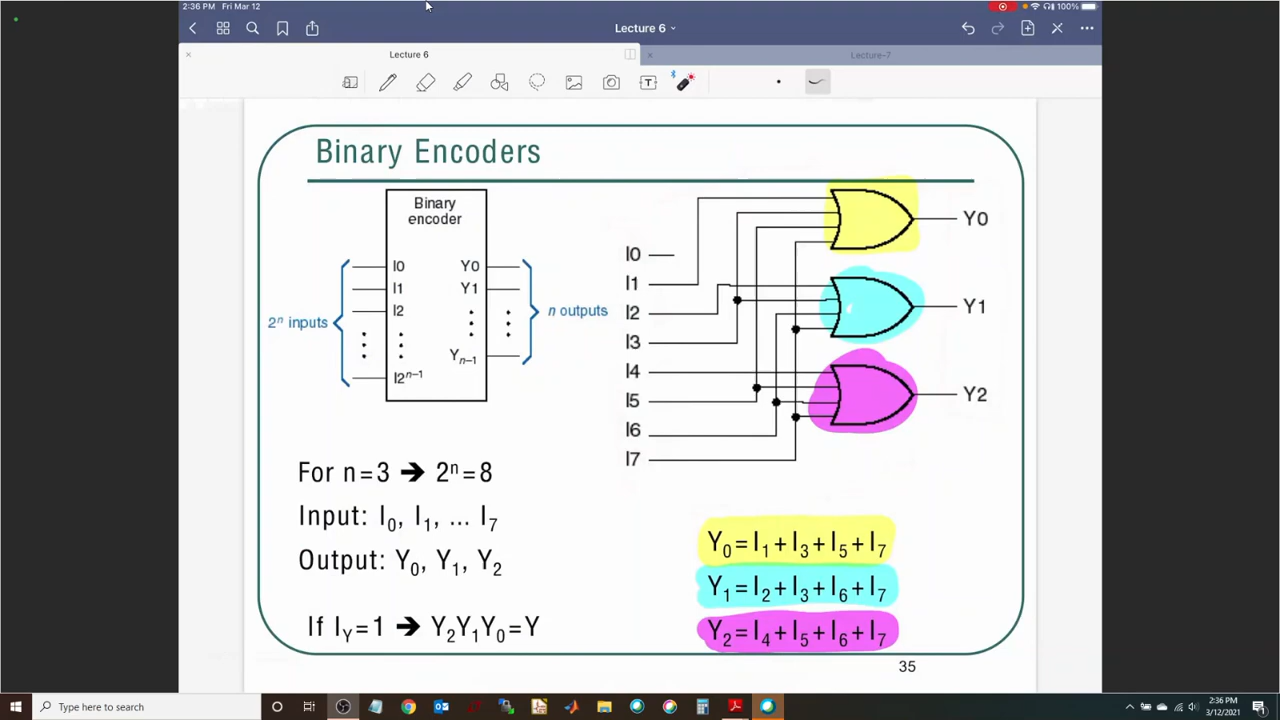 2:36 PM Fri Mar 12
100%
Lecture 6
Lecture 6
Lecture-7
T
Binary Encoders
Binary
encoder
I0 Y0
I1 Y1
I2
2ⁿ inputs
n outputs
Yₙ₋₁
I2ⁿ⁻¹
I0
I1
I2
I3
I4
I5
I6
I7
Y0
Y1
Y2
For n=3 ➔ 2ⁿ=8
Input: I₀, I₁, ... I₇
Output: Y₀, Y₁, Y₂
If I_Y=1 ➔ Y₂Y₁Y₀=Y
Y₀=I₁+I₃+I₅+I₇
Y₁=I₂+I₃+I₆+I₇
Y₂=I₄+I₅+I₆+I₇
35
Type here to search
2:36 PM
3/12/2021